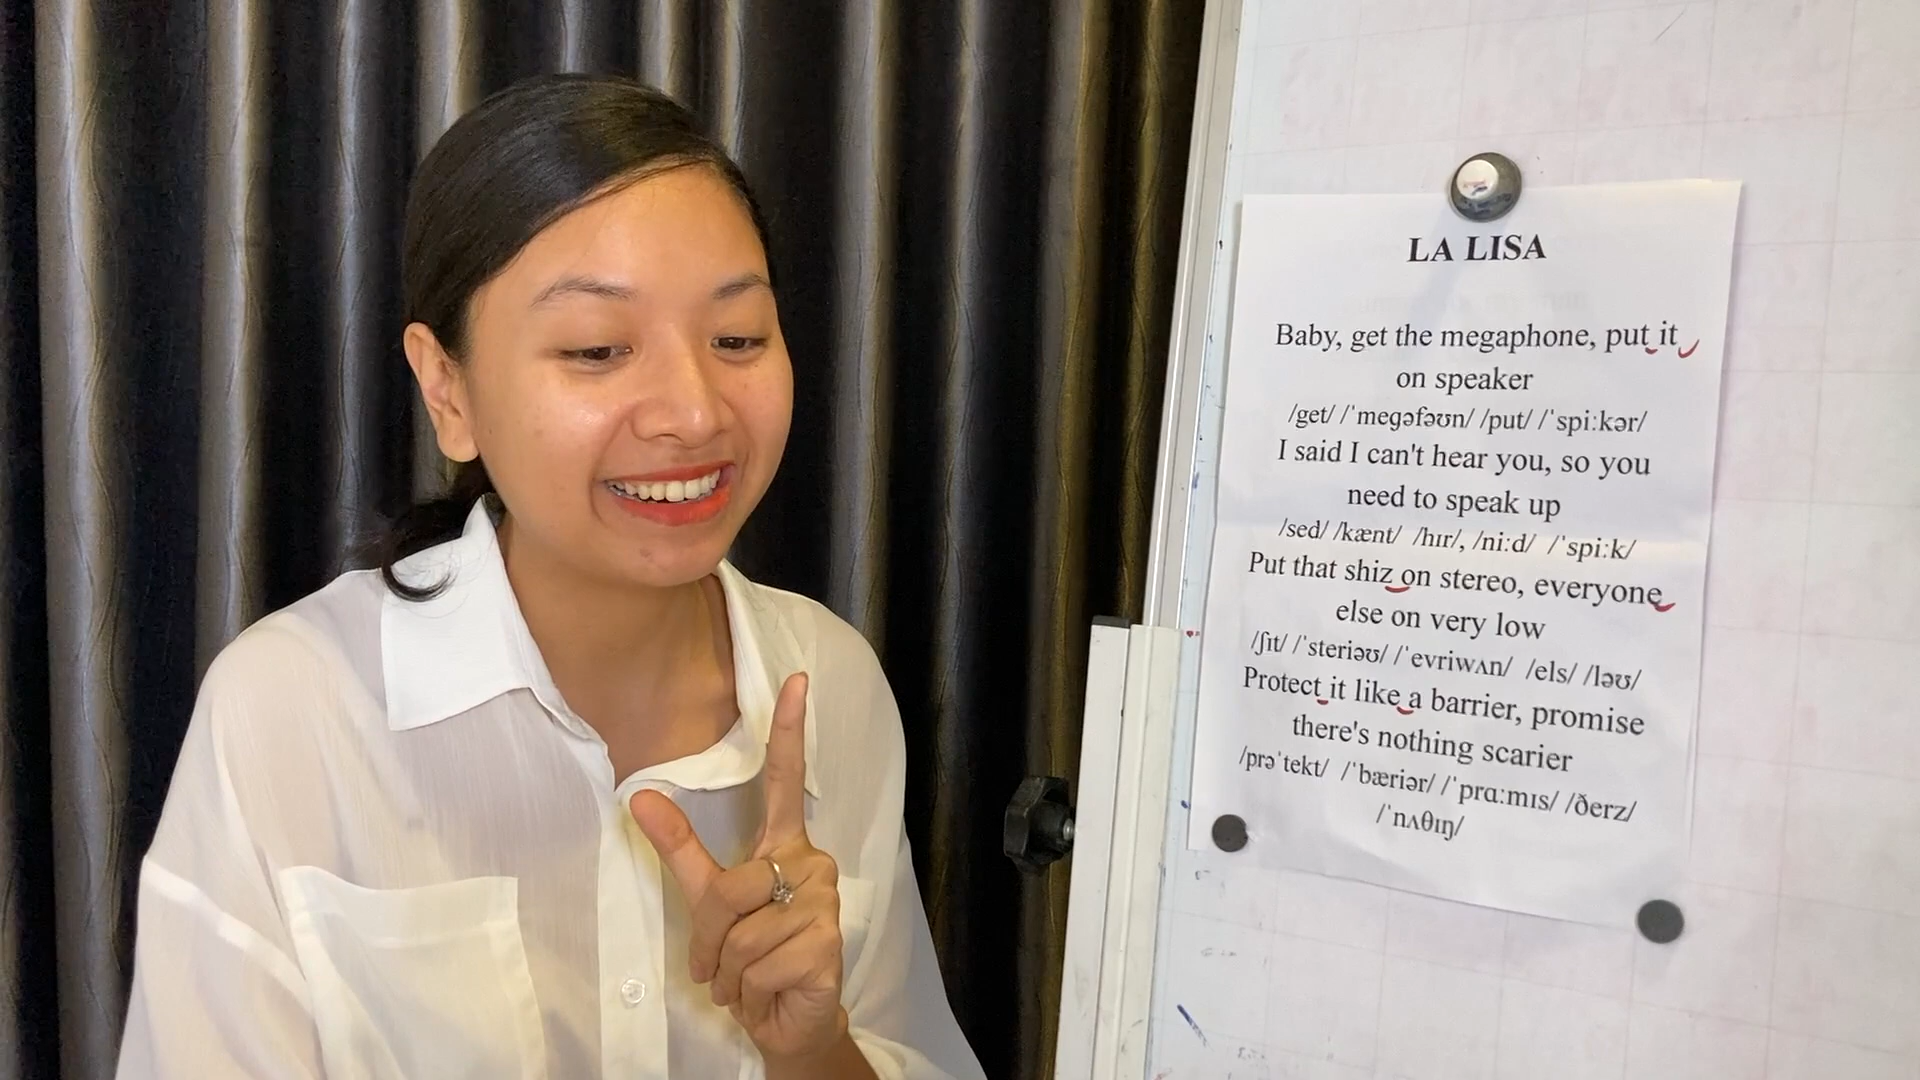 LA LISA
Baby, get the megaphone, put it
on speaker
/get/ /ˈmeɡəfəʊn/ /put/ /ˈspiːkər/
I said I can't hear you, so you
need to speak up
/sed/ /kænt/ /hɪr/, /niːd/ /ˈspiːk/
Put that shiz on stereo, everyone
else on very low
/ʃɪt/ /ˈsteriəʊ/ /ˈevriwʌn/ /els/ /ləʊ/
Protect it like a barrier, promise
there's nothing scarier
/prəˈtekt/ /ˈbæriər/ /ˈprɑːmɪs/ /ðerz/
/ˈnʌθɪŋ/